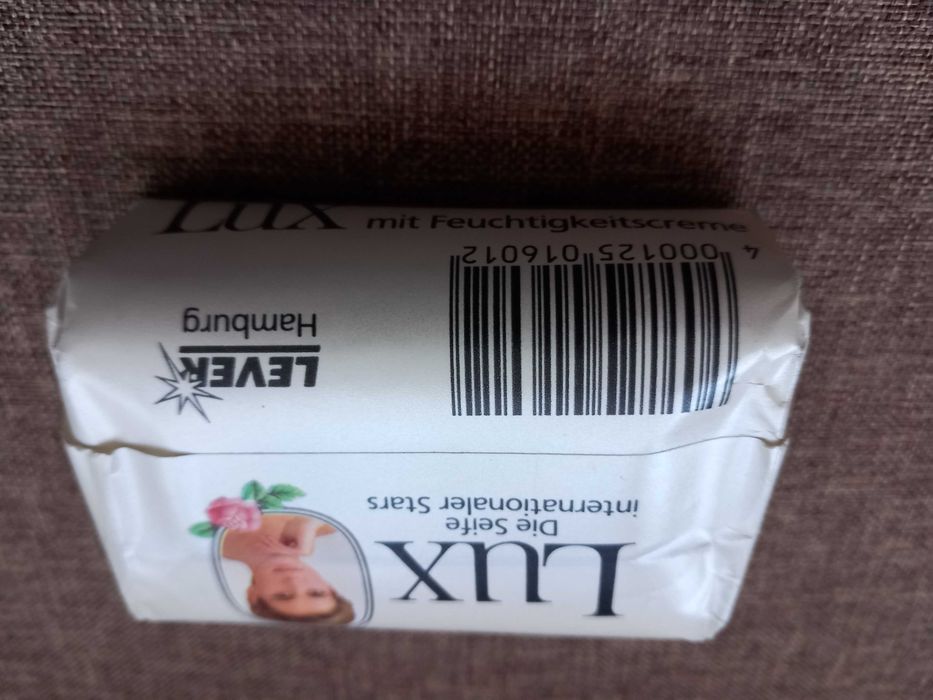 Lux mit Feuchtigkeitscreme
4 000125 016012
LEVER
Hamburg
Lux
Die Seife
internationaler Stars